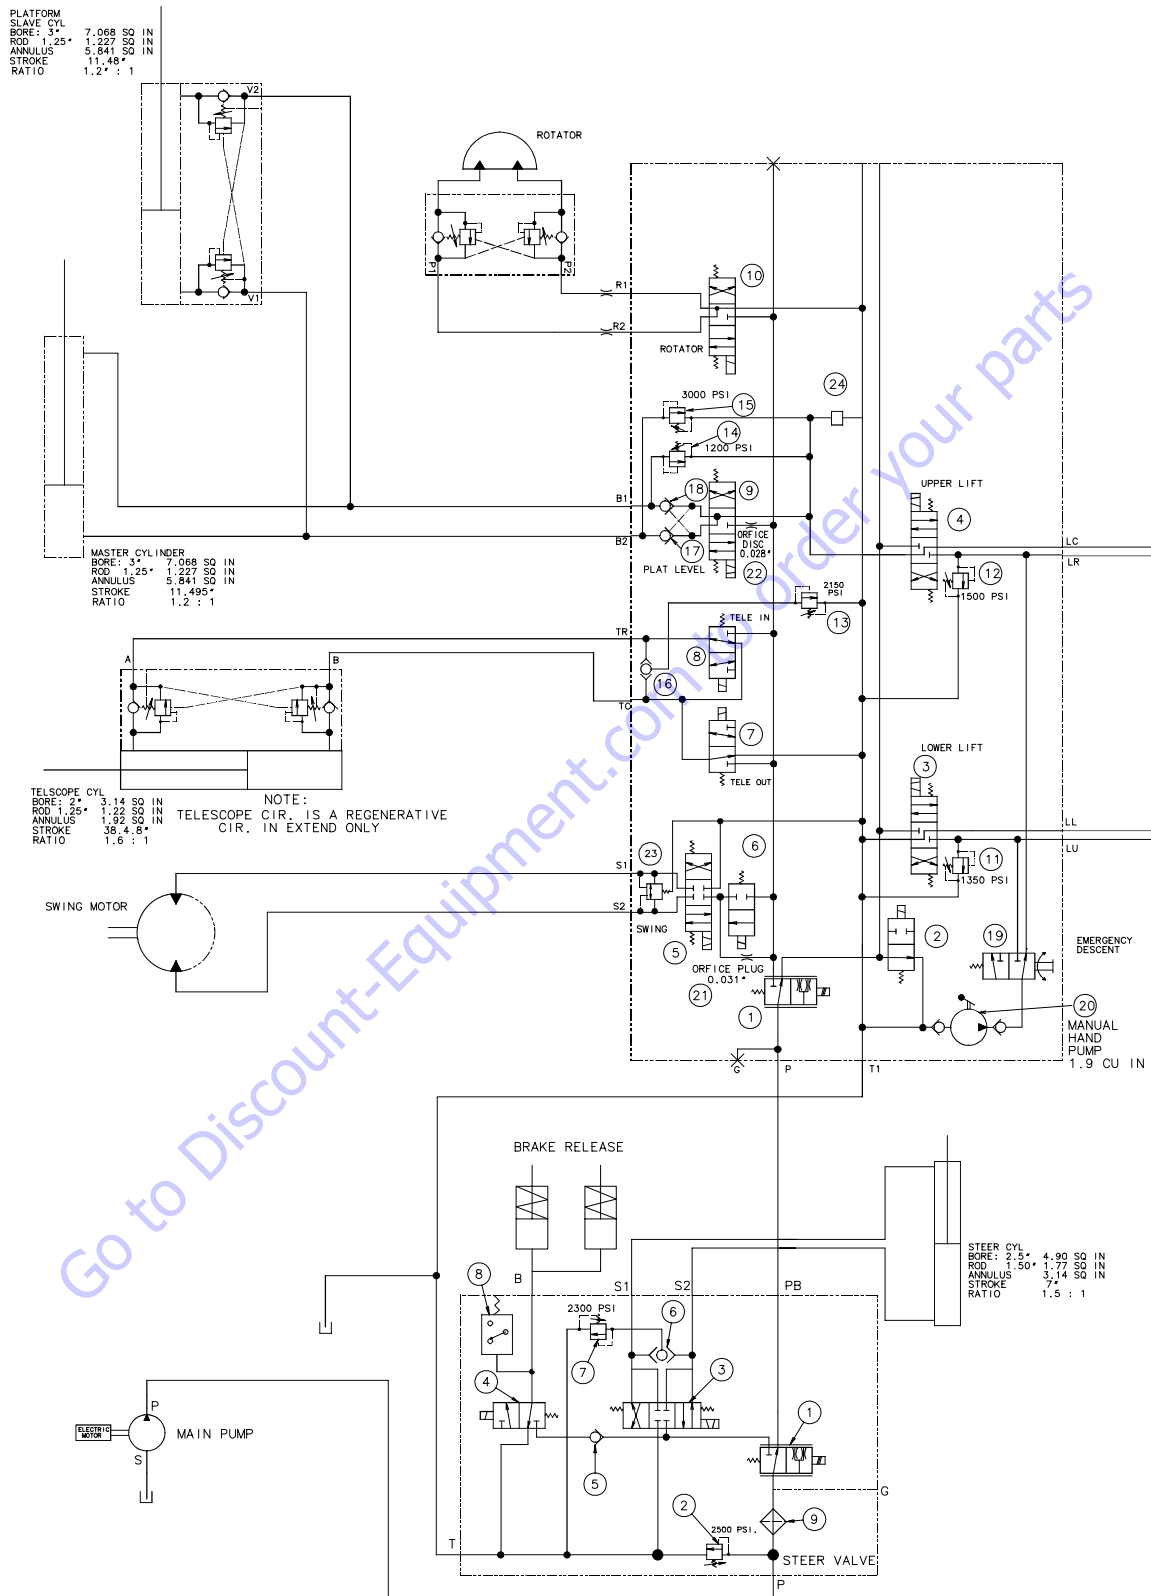 PLATFORM
SLAVE CYL
BORE: 3" 7.068 SQ IN
ROD 1.25" 1.227 SQ IN
ANNULUS 5.841 SQ IN
STROKE 11.48"
RATIO 1.2" : 1
V2
V1
ROTATOR
P1
P2
10
R1
R2
ROTATOR
24
3000 PSI
15
14
1200 PSI
18
9
B1
B2
17
ORFICE
DISC
0.028"
PLAT LEVEL
22
UPPER LIFT
4
LC
LR
12
1500 PSI
MASTER CYLINDER
BORE: 3" 7.068 SQ IN
ROD 1.25" 1.227 SQ IN
ANNULUS 5.841 SQ IN
STROKE 11.495"
RATIO 1.2 : 1
2150
PSI
13
TELE IN
TR
8
16
TC
A
B
7
TELE OUT
LOWER LIFT
3
TELSCOPE CYL
BORE: 2" 3.14 SQ IN
ROD 1.25" 1.22 SQ IN
ANNULUS 1.92 SQ IN
STROKE 38.4.8"
RATIO 1.6 : 1
NOTE:
TELESCOPE CIR. IS A REGENERATIVE
CIR. IN EXTEND ONLY
LL
LU
11
1350 PSI
S1
23
6
S2
SWING MOTOR
SWING
5
ORFICE PLUG
0.031"
21
2
19
EMERGENCY
DESCENT
1
20
MANUAL
HAND
PUMP
1.9 CU IN
G
P
T1
BRAKE RELEASE
STEER CYL
BORE: 2.5" 4.90 SQ IN
ROD 1.50" 1.77 SQ IN
ANNULUS 3.14 SQ IN
STROKE 7"
RATIO 1.5 : 1
B
S1
S2
PB
8
2300 PSI
6
7
4
3
1
P
ELECTRIC
MOTOR
MAIN PUMP
S
5
G
2
2500 PSI.
9
T
STEER VALVE
P
Go to Discount-Equipment.com to order your parts